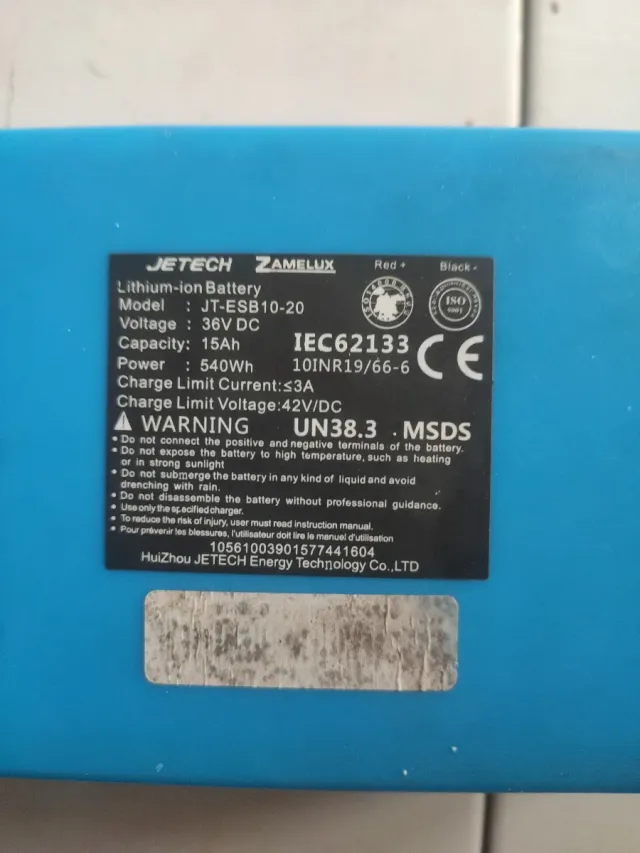 JETECH ZAMELUX Red + Black -
Lithium-ion Battery
Model : JT-ESB10-20
Voltage : 36V DC
Capacity: 15Ah
Power : 540Wh
ISO
9001
IEC62133
10INR19/66-6
CE
Charge Limit Current:≤3A
Charge Limit Voltage:42V/DC
WARNING UN38.3 . MSDS
• Do not connect the positive and negative terminals of the battery.
• Do not expose the battery to high temperature, such as heating
or in strong sunlight
• Do not submerge the battery in any kind of liquid and avoid
drenching with rain.
• Do not disassemble the battery without professional guidance.
• Use only the specified charger.
• To reduce the risk of injury, user must read instruction manual.
• Pour prévenir les blessures, l'utilisateur doit lire le manuel d'utilisation
10561003901577441604
HuiZhou JETECH Energy Technology Co.,LTD